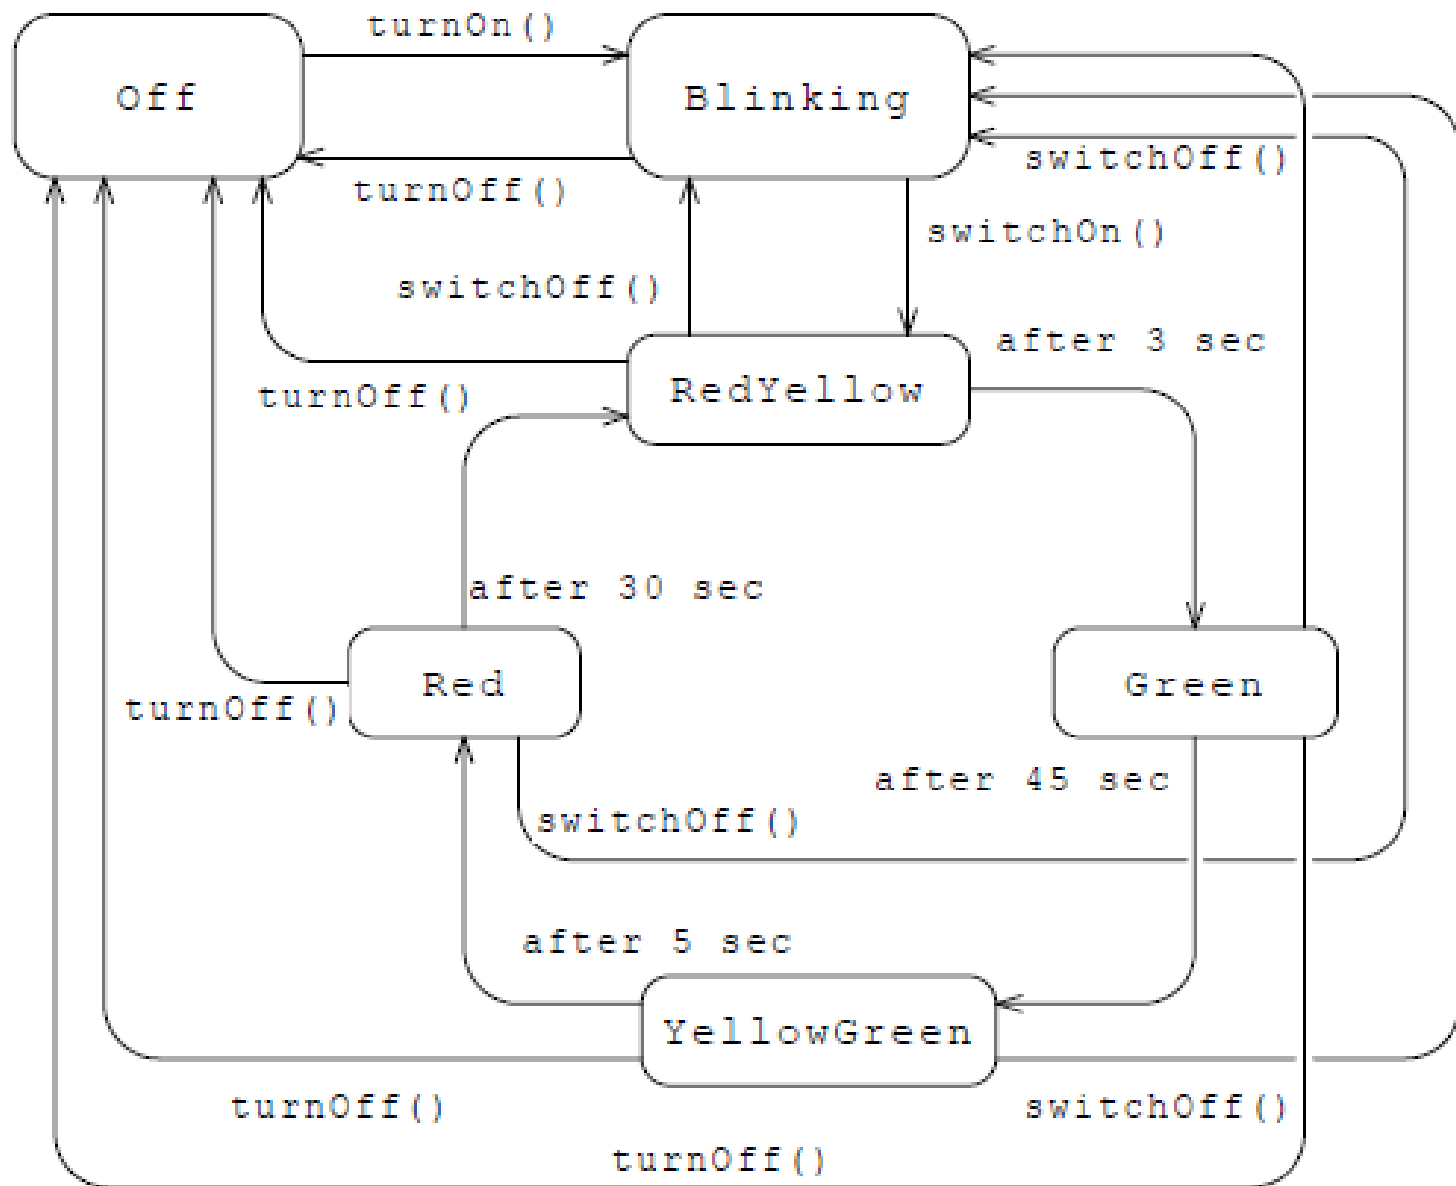 turnOn()
Off
Blinking
switchOff()
turnOff()
switchOn()
switchOff()
after 3 sec
RedYellow
turnOff()
after 30 sec
Red
Green
turnOff()
after 45 sec
switchOff()
after 5 sec
YellowGreen
turnOff()
switchOff()
turnOff()